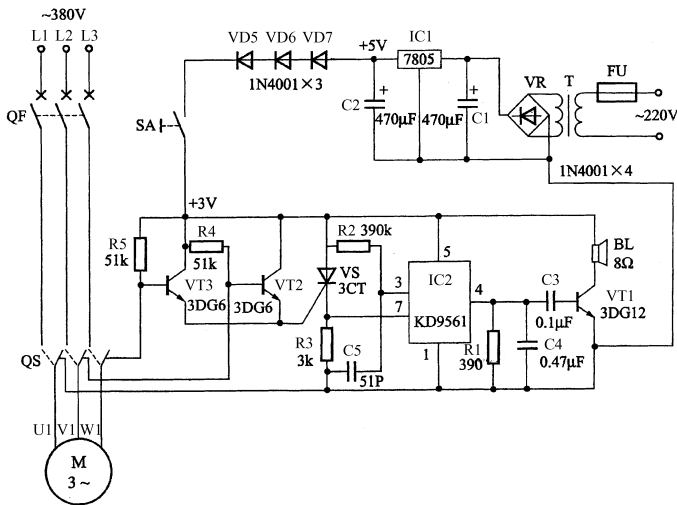 ~380V
L1 L2 L3
VD5 VD6 VD7
+5V
IC1
7805
1N4001×3
VR
T
FU
QF
SA
C2
470μF
+
470μF
C1
+
~220V
1N4001×4
+3V
R5
51k
R4
51k
R2 390k
VS
3CT
VT3
3DG6
VT2
3DG6
3
7
5
IC2
KD9561
4
1
BL
8Ω
C3
0.1μF
VT1
3DG12
R3
3k
C5
51P
R1
390
C4
0.47μF
QS
U1 V1 W1
M
3~